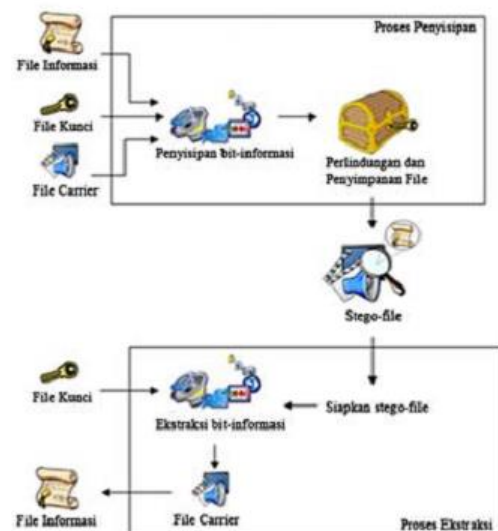 Proses Penyisipan
File Informasi
File Kunci
Penyisipan bit-informasi
Perlindungan dan
Penyimpanan File
File Carrier
Stego-file
File Kunci
Siapkan stego-file
Ekstraksi bit-informasi
File Informasi
File Carrier
Proses Ekstraksi